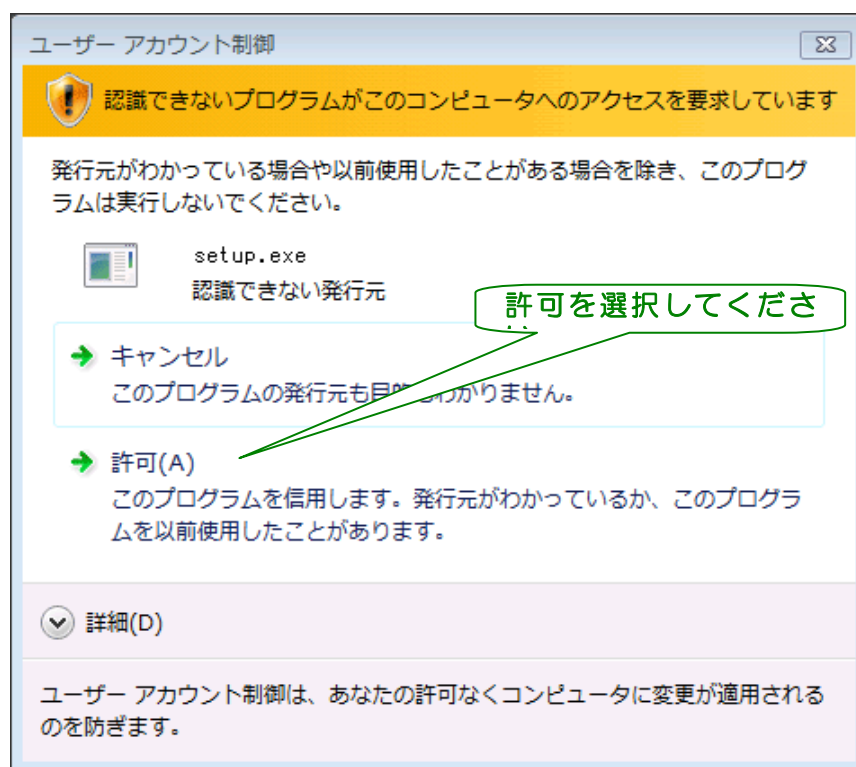 ユーザー アカウント制御
認識できないプログラムがこのコンピュータへのアクセスを要求しています
発行元がわかっている場合や以前使用したことがある場合を除き、このプログ
ラムは実行しないでください。
setup.exe
認識できない発行元
許可を選択してくださ
キャンセル
このプログラムの発行元も目的もわかりません。
許可(A)
このプログラムを信用します。発行元がわかっているか、このプログラ
ムを以前使用したことがあります。
詳細(D)
ユーザー アカウント制御は、あなたの許可なくコンピュータに変更が適用される
のを防ぎます。